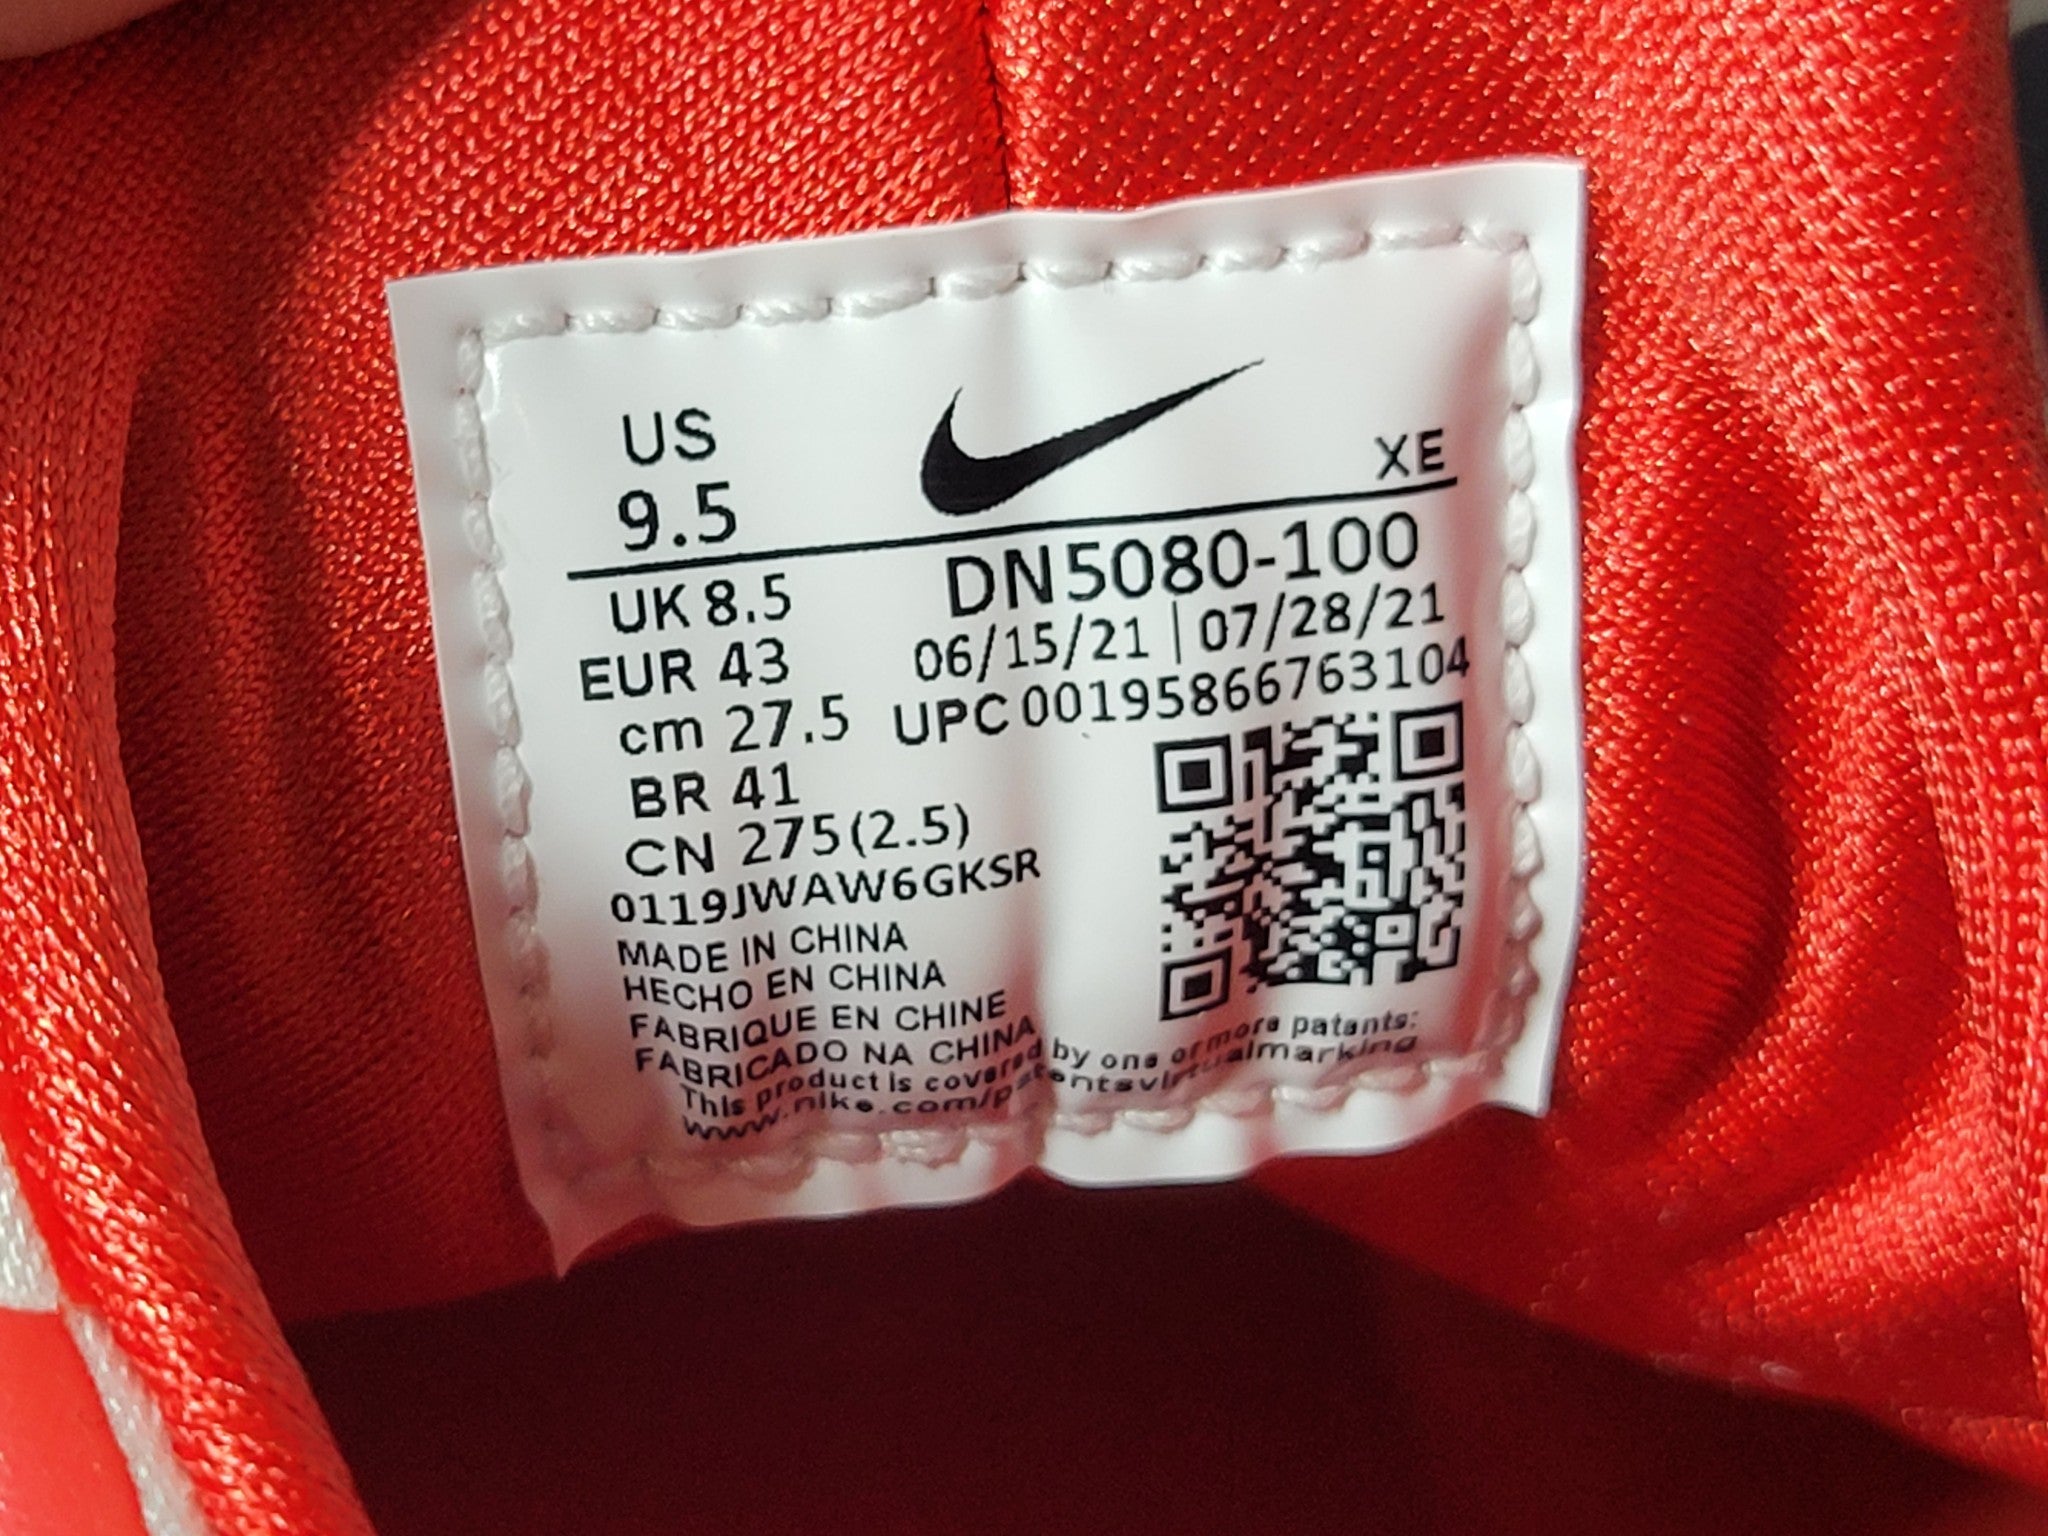 US
9.5
XE
UK 8.5
EUR 43
cm 27.5
BR 41
CN 275(2.5)
DN5080-100
06/15/21 | 07/28/21
UPC 00195866763104
0119JWAW6GKSR
MADE IN CHINA
HECHO EN CHINA
FABRIQUE EN CHINE
FABRICADO NA CHINA
This product is covered by one or more patents:
www.nike.com/patentsvirtualmarking